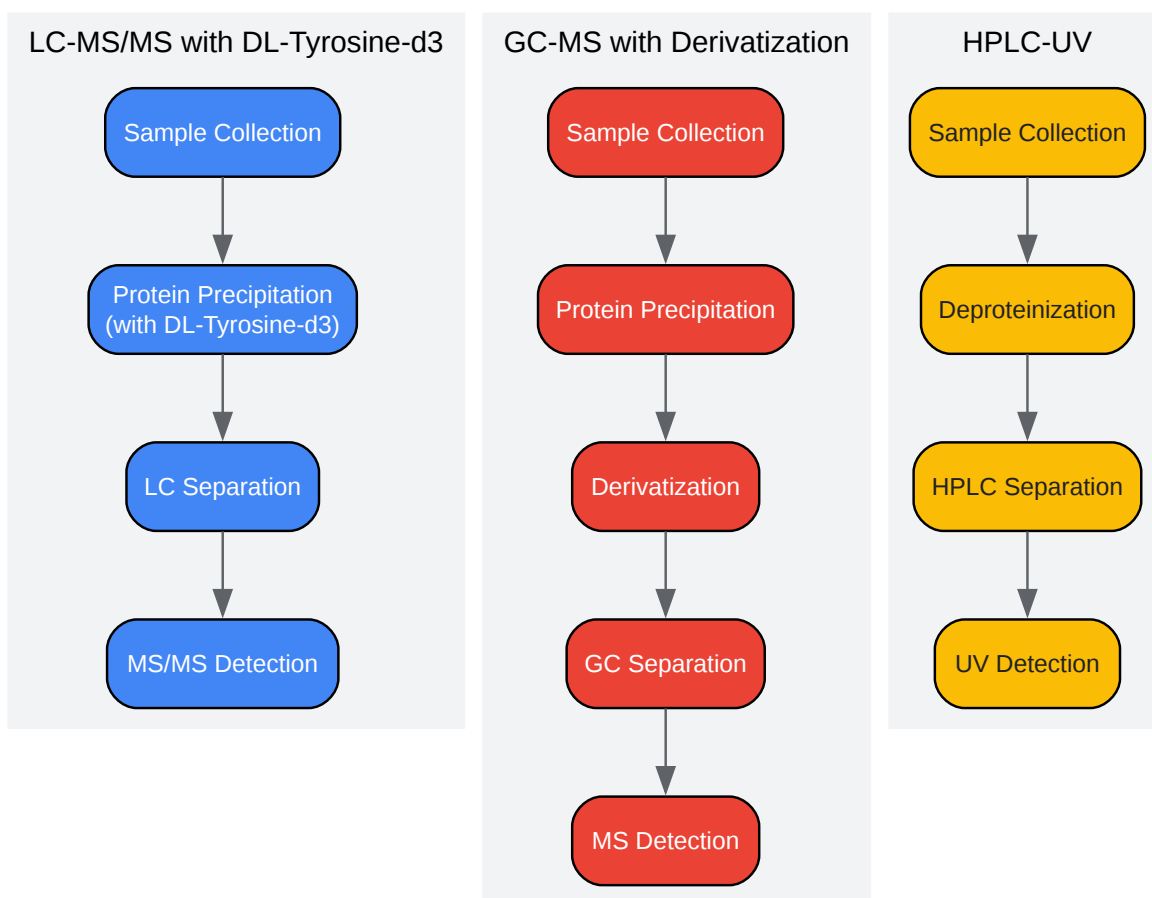 LC-MS/MS with DL-Tyrosine-d3
Sample Collection
Protein Precipitation
(with DL-Tyrosine-d3)
LC Separation
MS/MS Detection
GC-MS with Derivatization
Sample Collection
Protein Precipitation
Derivatization
GC Separation
MS Detection
HPLC-UV
Sample Collection
Deproteinization
HPLC Separation
UV Detection